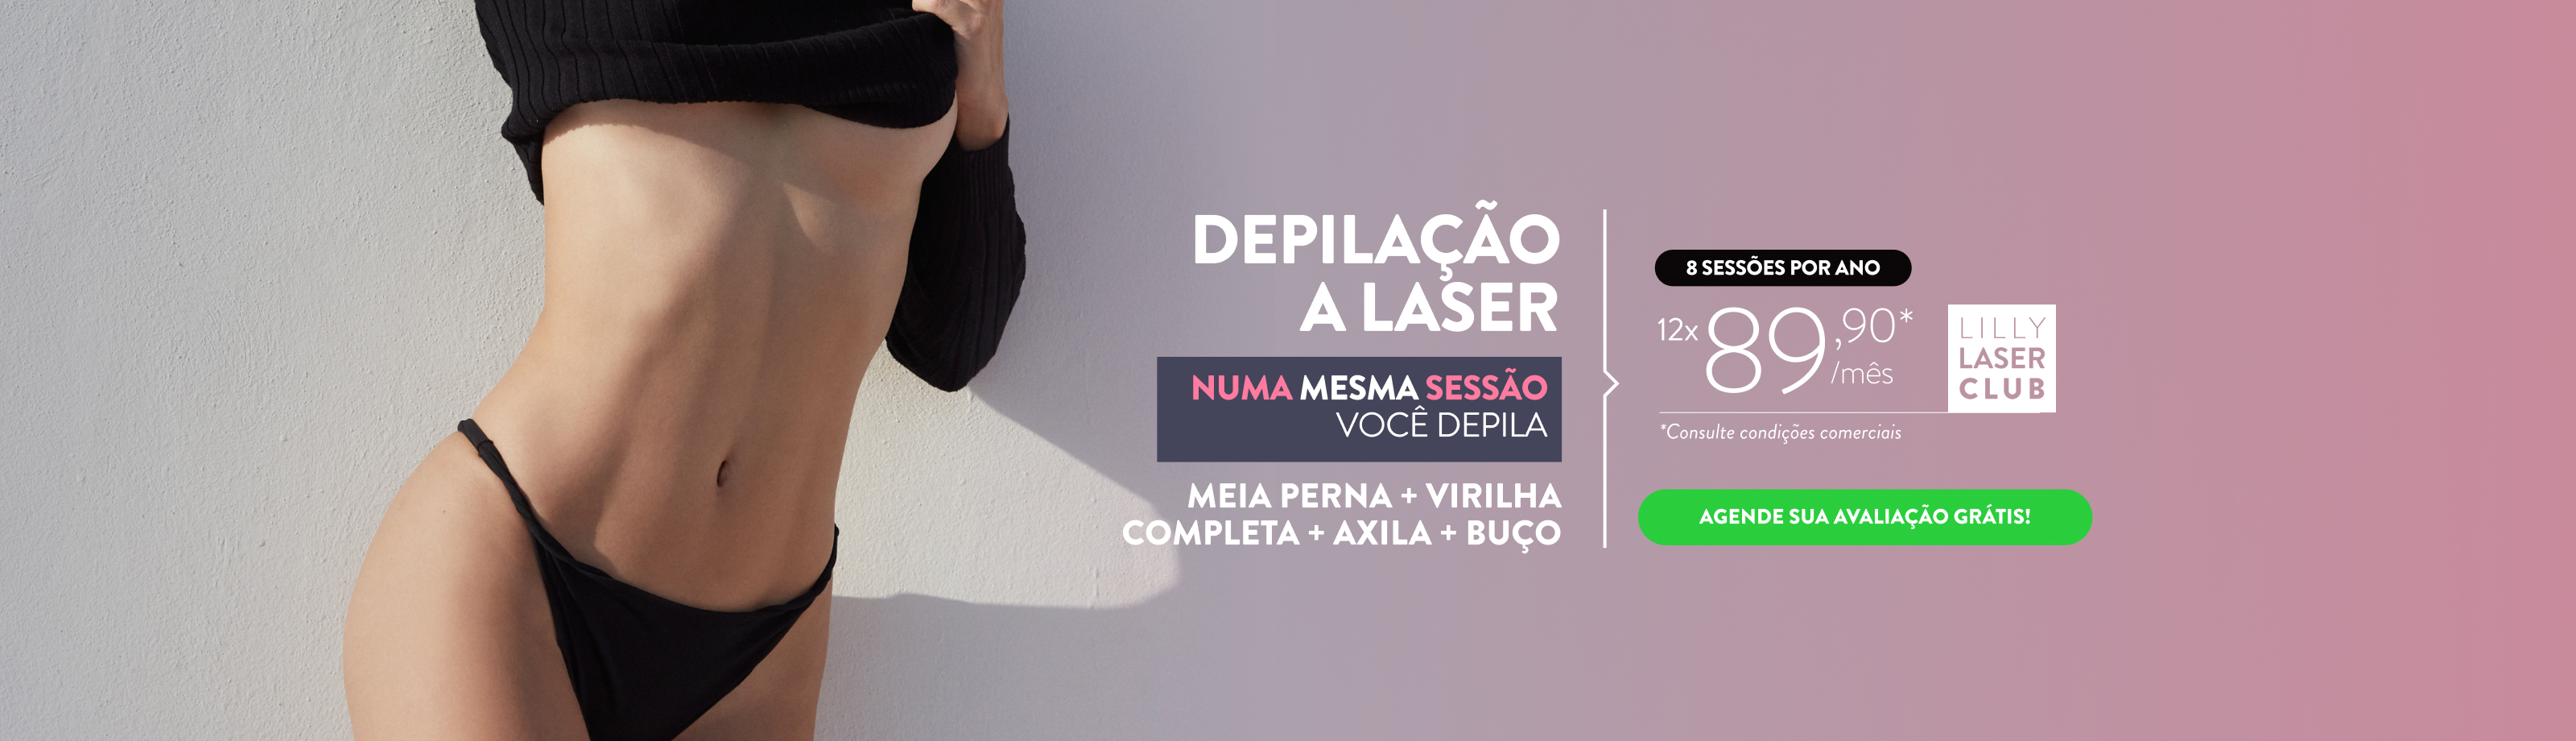 DEPILAÇÃO
A LASER
NUMA MESMA SESSÃO
VOCÊ DEPILA
MEIA PERNA + VIRILHA
COMPLETA + AXILA + BUÇO
8 SESSÕES POR ANO
12x 89,90*
/mês
LILLY
LASER
CLUB
*Consulte condições comerciais
AGENDE SUA AVALIAÇÃO GRÁTIS!